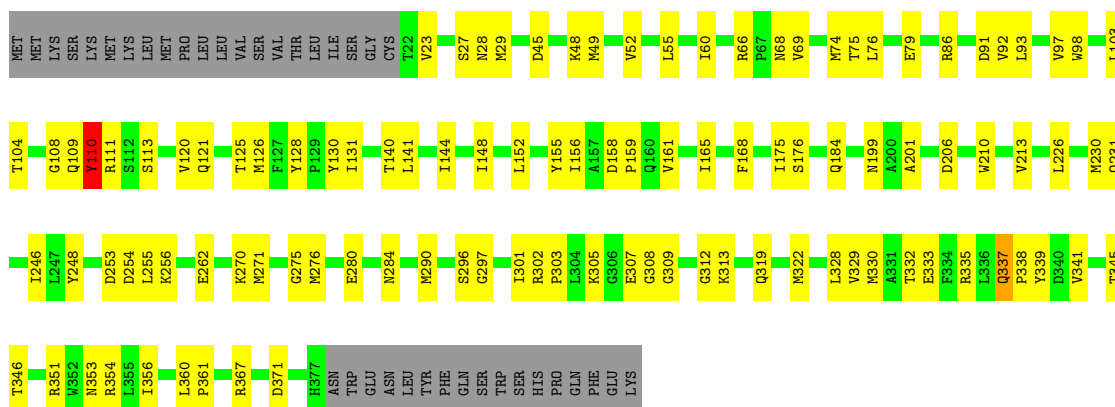 MET MET LYS SER LYS MET LYS LEU MET PRO LEU LEU VAL SER VAL THR LEU ILE SER GLY CYS T22 V23 S27 N28 M29 D45 K48 M49 V52 L55 I60 R66 P67 N68 V69 M74 T75 L76 E79 R86 D91 V92 L93 V97 W98 L103
T104 G108 Q109 Y110 R111 S112 S113 V120 Q121 T125 M126 F127 Y128 P129 Y130 I131 T140 L141 I144 I148 L152 Y155 I156 A157 D158 P159 Q160 V161 I165 F168 I175 S176 Q184 N199 A200 A201 D206 W210 V213 L226 M230
I246 L247 Y248 D253 D254 L255 K256 E262 K270 M271 G275 M276 E280 N284 M290 S296 G297 I301 R302 P303 L304 K305 G306 E307 G308 G309 G312 K313 Q319 M322 L328 V329 M330 A331 T332 E333 F334 R335 L336 Q337 P338 Y339 D340 V341 T345
T346 R351 W352 N353 R354 L355 I356 L360 P361 R367 D371 H377 ASN TRP GLU ASN LEU TYR PHE GLN SER TRP SER HIS PRO GLN PHE GLU LYS